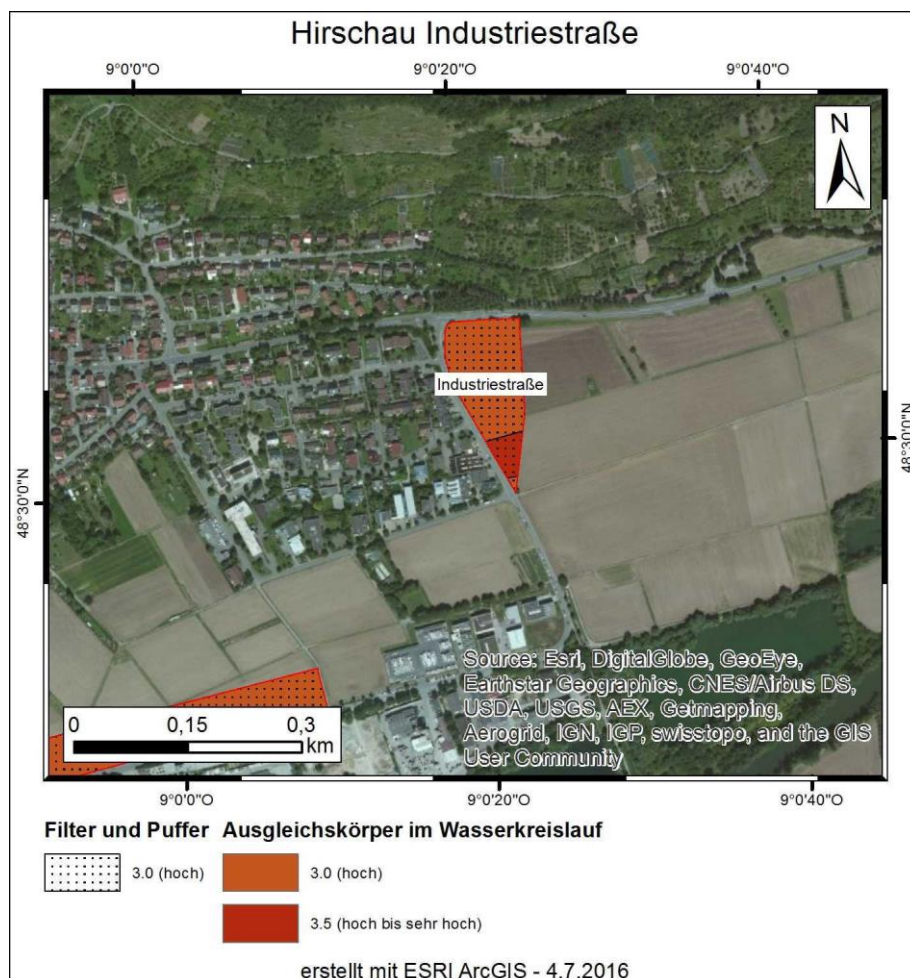 Hirschau Industriestraße
9°0'0"O
9°0'20"O
9°0'40"O
N
Industriestraße
48°30'0"N
48°30'0"N
Source: Esri, DigitalGlobe, GeoEye,
Earthstar Geographics, CNES/Airbus DS,
USDA, USGS, AEX, Getmapping,
Aerogrid, IGN, IGP, swisstopo, and the GIS
User Community
0 0,15 0,3
km
9°0'0"O
9°0'20"O
9°0'40"O
Filter und Puffer
3.0 (hoch)
Ausgleichskörper im Wasserkreislauf
3.0 (hoch)
3.5 (hoch bis sehr hoch)
erstellt mit ESRI ArcGIS - 4.7.2016